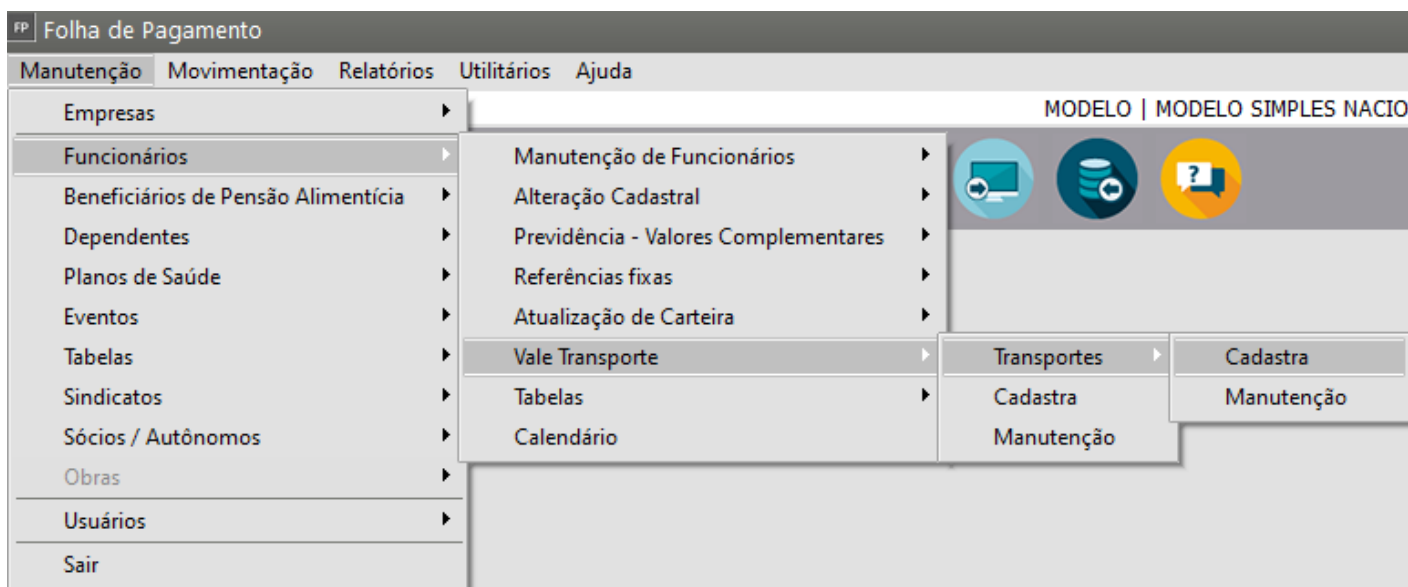 FP Folha de Pagamento
Manutenção Movimentação Relatórios Utilitários Ajuda
Empresas
MODELO | MODELO SIMPLES NACIO
Funcionários
Beneficiários de Pensão Alimentícia
Dependentes
Planos de Saúde
Eventos
Tabelas
Sindicatos
Sócios / Autônomos
Obras
Usuários
Sair
Manutenção de Funcionários
Alteração Cadastral
Previdência - Valores Complementares
Referências fixas
Atualização de Carteira
Vale Transporte
Tabelas
Calendário
Transportes
Cadastra
Manutenção
Cadastra
Manutenção
?